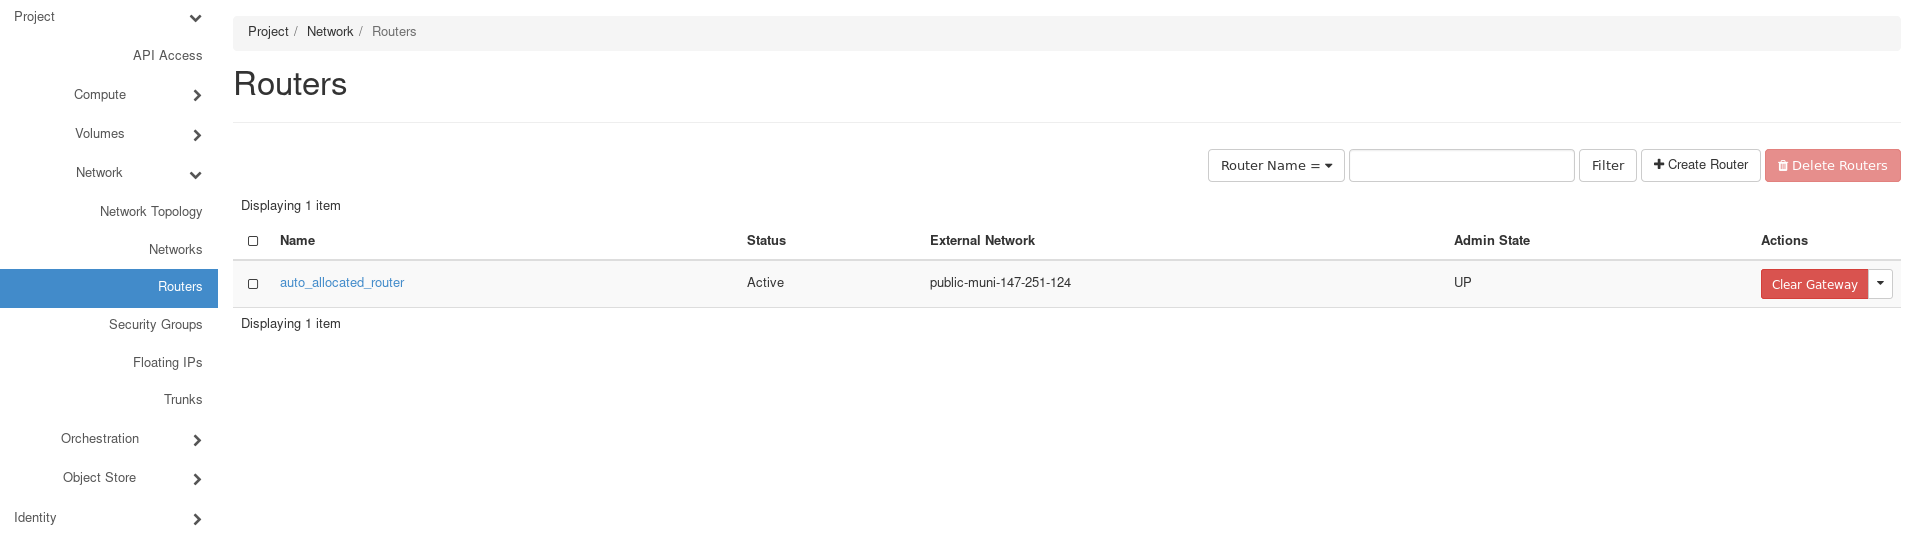 Project
API Access
Compute
Volumes
Network
Network Topology
Networks
Routers
Security Groups
Floating IPs
Trunks
Orchestration
Object Store
Identity
Project / Network / Routers
Routers
Router Name = Filter Create Router Delete Routers
Displaying 1 item
Name Status External Network Admin State Actions
auto_allocated_router Active public-muni-147-251-124 UP Clear Gateway
Displaying 1 item